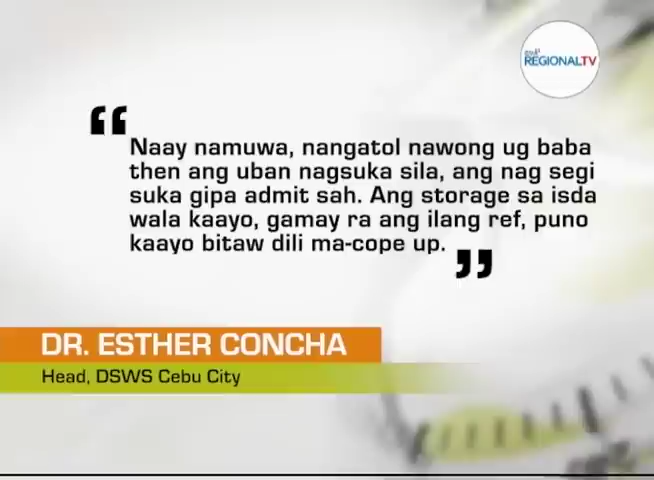 REGIONALTV
“
Naay namuwa, nangatol nawong ug baba
then ang uban nagsuka sila, ang nag segi
suka gipa admit sah. Ang storage sa isda
wala kaayo, gamay ra ang ilang ref, puno
kaayo bitaw dili ma-cope up.
”
DR. ESTHER CONCHA
Head, DSWS Cebu City